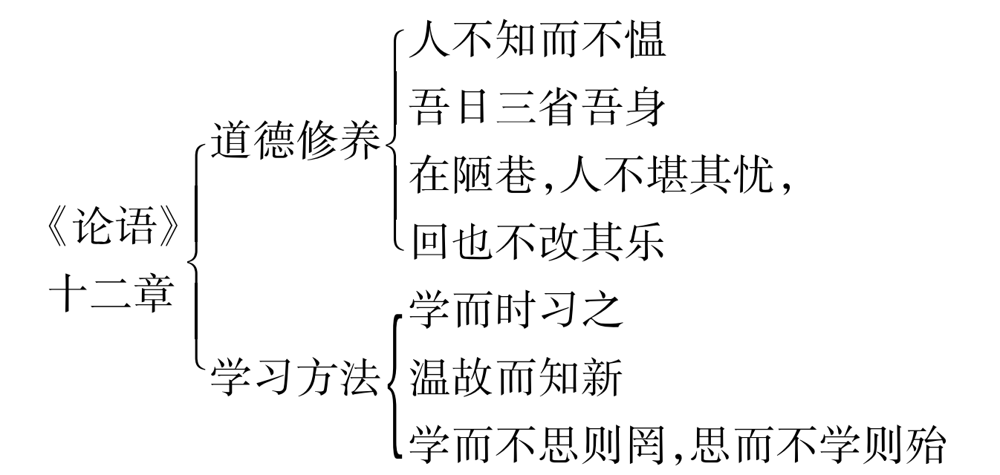 《论语》
十二章
道德修养
人不知而不愠
吾日三省吾身
在陋巷,人不堪其忧,
回也不改其乐
学习方法
学而时习之
温故而知新
学而不思则罔,思而不学则殆